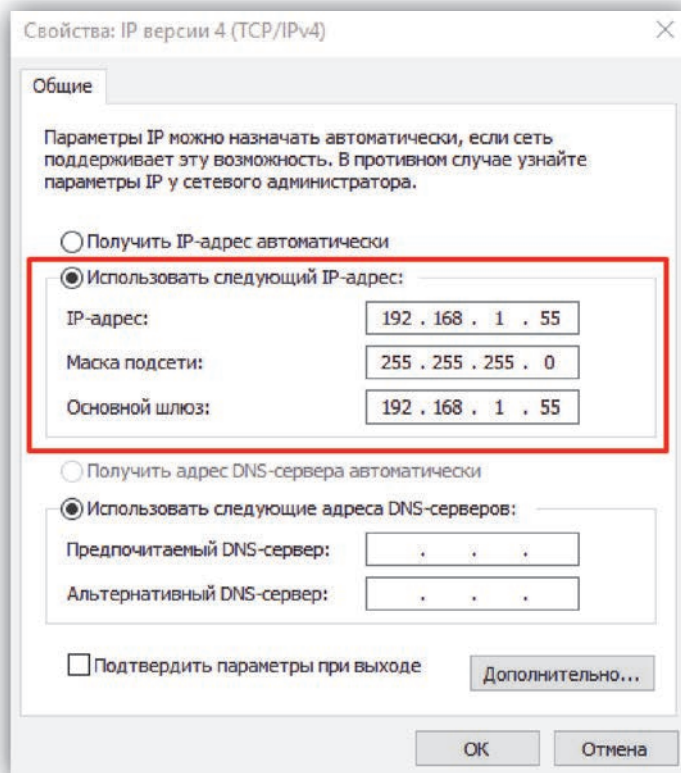 Свойства: IP версии 4 (TCP/IPv4)
Общие
Параметры IP можно назначать автоматически, если сеть
поддерживает эту возможность. В противном случае узнайте
параметры IP у сетевого администратора.
Получить IP-адрес автоматически
Использовать следующий IP-адрес:
IP-адрес: 192 . 168 . 1 . 55
Маска подсети: 255 . 255 . 255 . 0
Основной шлюз: 192 . 168 . 1 . 55
Получить адрес DNS-сервера автоматически
Использовать следующие адреса DNS-серверов:
Предпочитаемый DNS-сервер: . . .
Альтернативный DNS-сервер: . . .
Подтвердить параметры при выходе
Дополнительно...
ОК Отмена